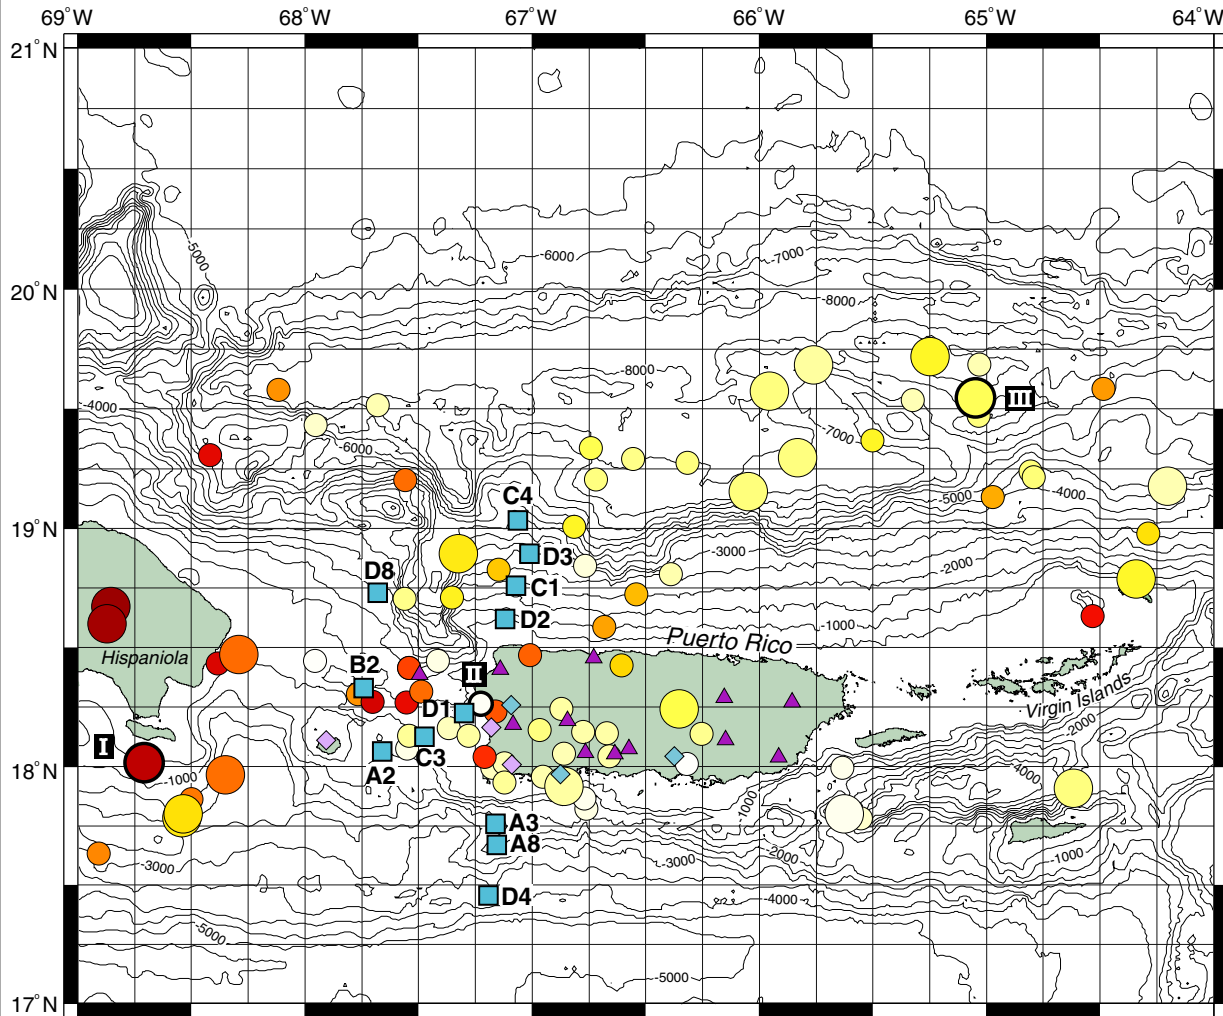 69˚W 68˚W 67˚W 66˚W 65˚W 64˚W
21˚N
-5000
-6000
-7000
20˚N
-8000
-8000
-4000
III
-7000
-6000
C4
-5000
-4000
19˚N
D3
-3000
D8
C1
-2000
D2
-1000
Puerto Rico
Hispaniola
B2
II
Virgin Islands
D1
-2000
I
C3
A2
18˚N
-1000
-4000
-1000
A3
A8
-2000
-3000
-3000
-1000
D4
-4000
-5000
-5000
17˚N